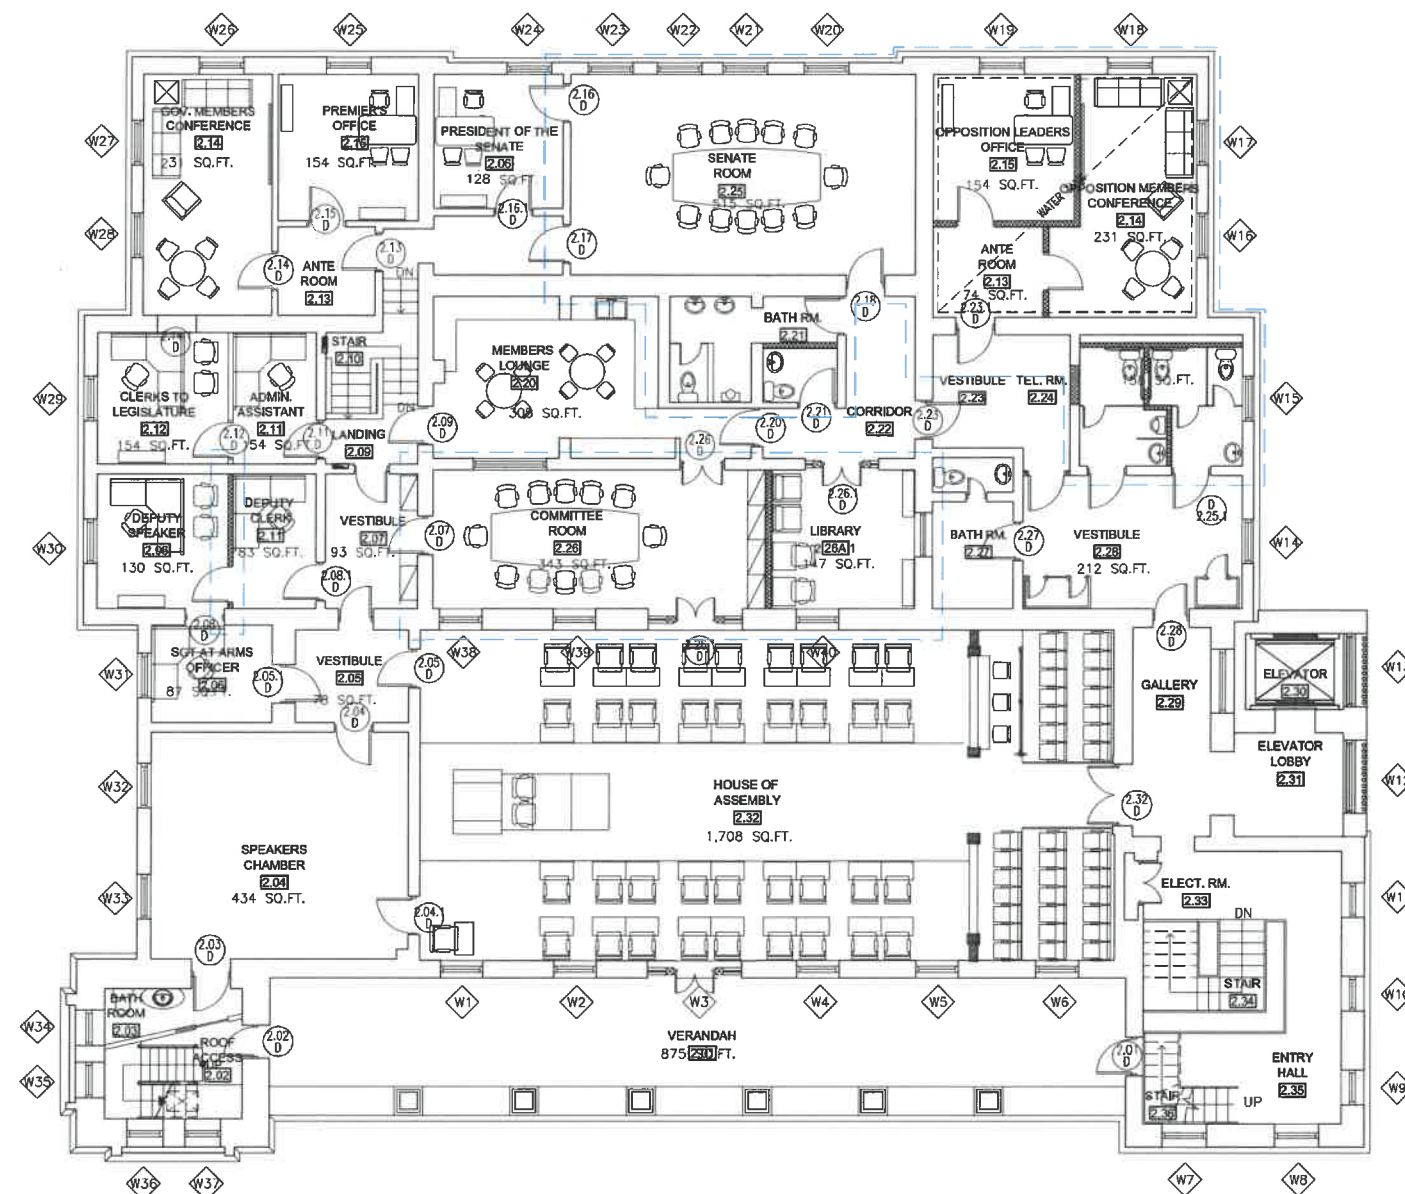 W26
W25
W24
W23
W22
W21
W20
W19
W18
W27
W28
W29
W30
W31
W32
W33
W34
W35
W36
W37
GOV. MEMBERS
CONFERENCE
2.14
SQ.FT.
PREMIER'S
OFFICE
2.16
154 SQ.FT.
PRESIDENT OF THE
SENATE
2.06
128 SQ.FT.
2.16
D
SENATE
ROOM
2.25
515 SQ.FT.
OPPOSITION LEADERS
OFFICE
2.15
154 SQ.FT.
WATER
OPPOSITION MEMBERS
CONFERENCE
2.14
231 SQ.FT.
W17
W16
2.15
D
2.13
D
2.16.1
D
2.17
D
2.14
D
ANTE
ROOM
2.13
DN
2.18
D
ANTE
ROOM
2.13
74 SQ.FT.
2.23
D
STAIR
2.10
DN
MEMBERS
LOUNGE
2.20
308 SQ.FT.
BATH RM.
2.21
VESTIBULE
2.23
TEL. RM.
2.24
SQ.FT.
W15
CLERKS TO
LEGISLATURE
2.12
154 SQ.FT.
2.12
D
ADMIN.
ASSISTANT
2.11
54 SQ.FT.
2.11
D
LANDING
2.09
2.09
D
2.26
D
2.20
D
2.21
D
CORRIDOR
2.22
D
DEPUTY
SPEAKER
2.96
130 SQ.FT.
DEPUTY
CLERK
2.11
83 SQ.FT.
VESTIBULE
2.07
93 SQ.FT.
2.08.1
D
2.07
D
COMMITTEE
ROOM
2.26
343 SQ.FT.
2.26.1
D
LIBRARY
26A
147 SQ.FT.
BATH RM.
2.27
2.27
D
VESTIBULE
2.28
212 SQ.FT.
D
2.25.1
W14
2.08
D
SGT AT ARMS
OFFICER
2.06
87 SQ.FT.
2.05.1
D
VESTIBULE
2.05
78 SQ.FT.
2.04
D
2.05
D
W38
W39
W40
2.28
D
GALLERY
2.29
ELEVATOR
2.30
ELEVATOR
LOBBY
2.31
HOUSE OF
ASSEMBLY
2.32
1,708 SQ.FT.
2.32
D
SPEAKERS
CHAMBER
2.04
434 SQ.FT.
2.04.1
D
2.03
D
ELECT. RM.
2.33
DN
STAIR
2.34
W1
W2
W3
W4
W5
W6
BATH
ROOM
2.03
ROOF
ACCESS
UP
2.02
2.02
D
VERANDAH
875 SQ.FT.
2.01
D
STAIR
2.36
UP
ENTRY
HALL
2.35
W9
W7
W8